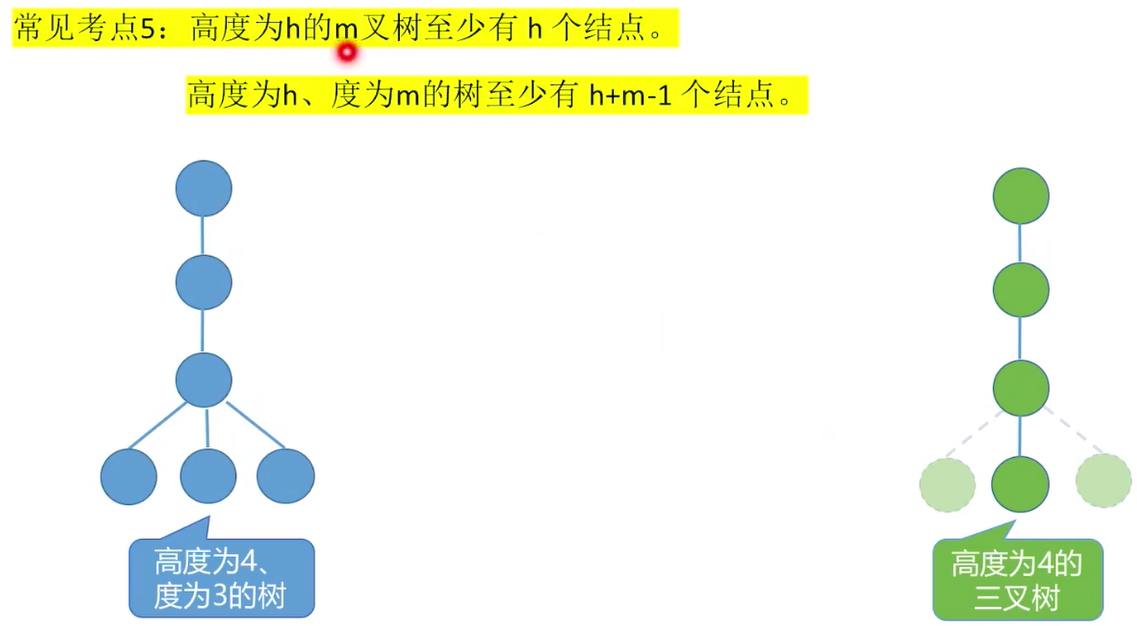 常见考点5：高度为h的m叉树至少有 h 个结点。
高度为h、度为m的树至少有 h+m-1 个结点。
高度为4、
度为3的树
高度为4的
三叉树